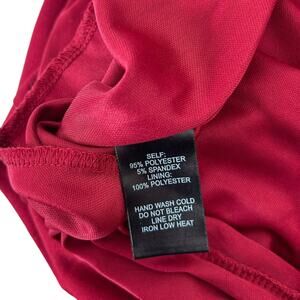 SELF:
95% POLYESTER
5% SPANDEX
LINING:
100% POLYESTER
HAND WASH COLD
DO NOT BLEACH
LINE DRY
IRON LOW HEAT